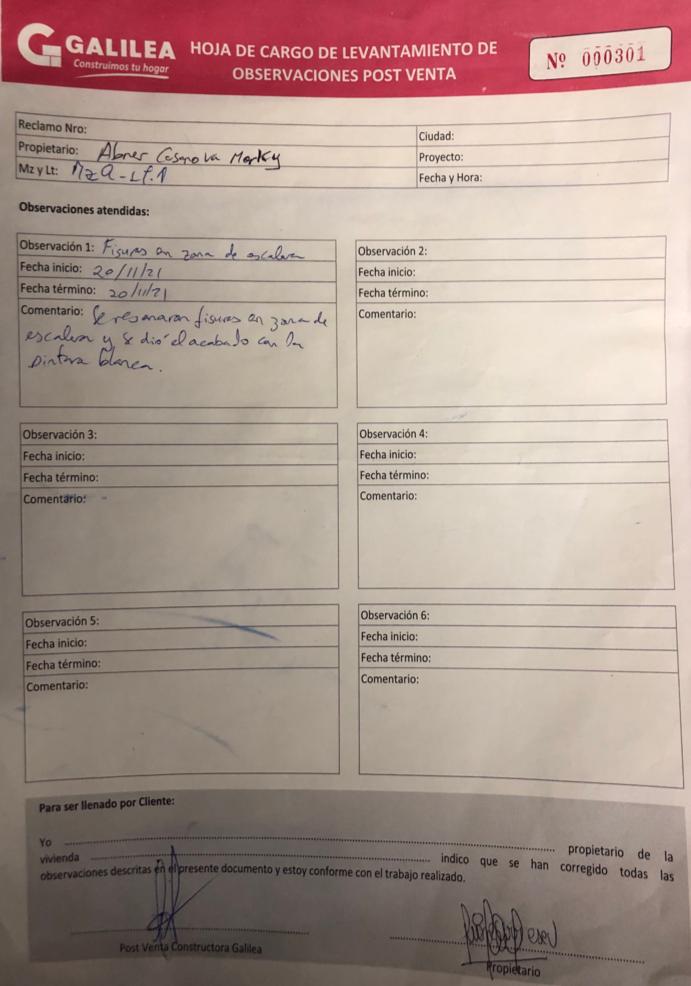 GALILEA
Construimos tu hogar
HOJA DE CARGO DE LEVANTAMIENTO DE
OBSERVACIONES POST VENTA
Nº 000301
Reclamo Nro:
Ciudad:
Propietario: Abner Casanova Morky
Proyecto:
Mz y Lt: MzQ-Lt.1
Fecha y Hora:
Observaciones atendidas:
Observación 1: Fisuras en zona de escalera
Fecha inicio: 20/11/21
Fecha término: 20/11/21
Comentario: Se resanaron fisuras en zona de
escalera y se dió el acabado con la
pintura blanca.
Observación 2:
Fecha inicio:
Fecha término:
Comentario:
Observación 3:
Fecha inicio:
Fecha término:
Comentario:
Observación 4:
Fecha inicio:
Fecha término:
Comentario:
Observación 5:
Fecha inicio:
Fecha término:
Comentario:
Observación 6:
Fecha inicio:
Fecha término:
Comentario:
Para ser llenado por Cliente:
Yo ........ propietario de la
vivienda ........ indico que se han corregido todas las
observaciones descritas en el presente documento y estoy conforme con el trabajo realizado.
Post Venta Constructora Galilea
Propietario